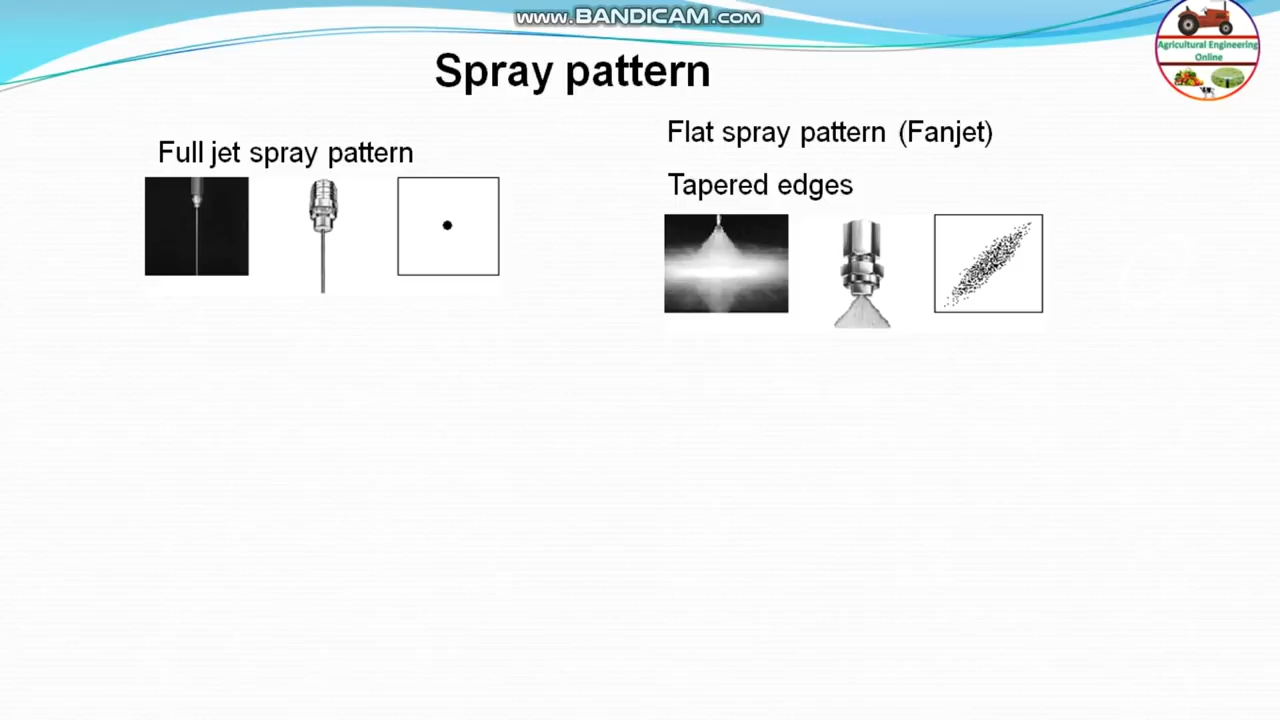 www.BANDICAM.com
Agricultural Engineering
Online
Spray pattern
Full jet spray pattern
Flat spray pattern (Fanjet)
Tapered edges